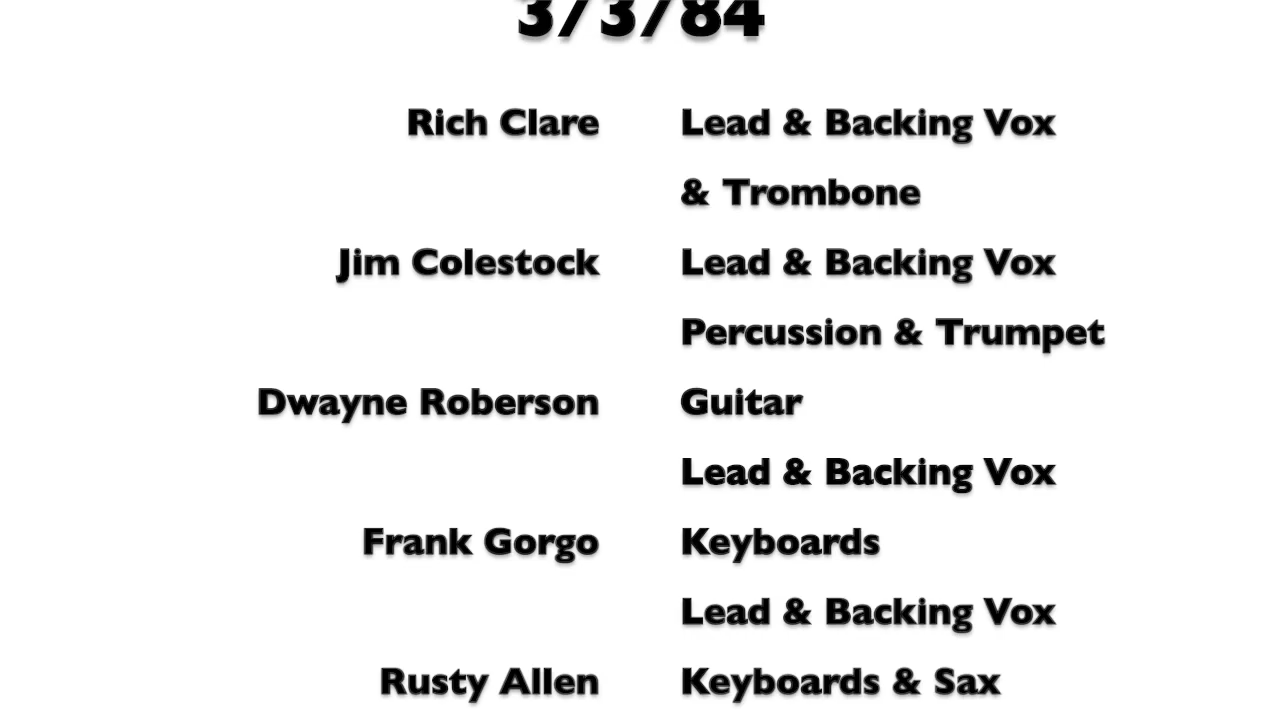 3/3/84
Rich Clare Lead & Backing Vox
& Trombone
Jim Colestock Lead & Backing Vox
Percussion & Trumpet
Dwayne Roberson Guitar
Lead & Backing Vox
Frank Gorgo Keyboards
Lead & Backing Vox
Rusty Allen Keyboards & Sax